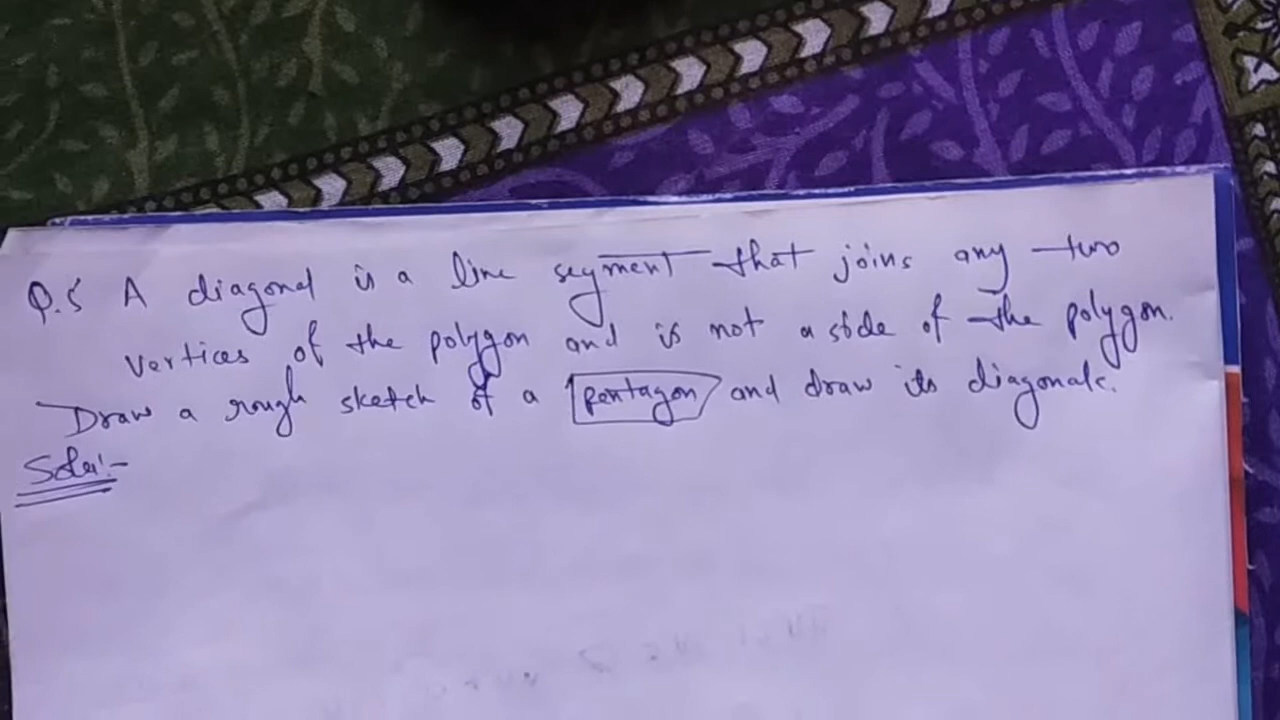 Q.5 A diagonal is a line segment that joins any two
vertices of the polygon and is not a side of the polygon.
Draw a rough sketch of a pentagon and draw its diagonals.
Soln:-